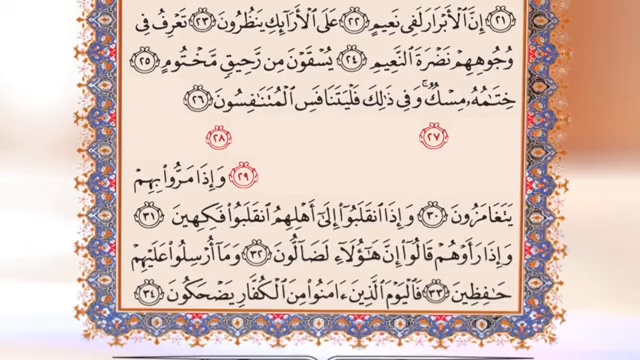 ﴿٢١﴾ إِنَّ ٱلْأَبْرَارَ لَفِى نَعِيمٍ ﴿٢٢﴾ عَلَى ٱلْأَرَآئِكِ يَنظُرُونَ ﴿٢٣﴾ تَعْرِفُ فِى
وُجُوهِهِمْ نَضْرَةَ ٱلنَّعِيمِ ﴿٢٤﴾ يُسْقَوْنَ مِن رَّحِيقٍ مَّخْتُومٍ ﴿٢٥﴾
خِتَـٰمُهُۥ مِسْكٌ ۚ وَفِى ذَٰلِكَ فَلْيَتَنَافَسِ ٱلْمُتَنَـٰفِسُونَ ﴿٢٦﴾
﴿٢٧﴾ ﴿٢٨﴾
﴿٢٩﴾ وَإِذَا مَرُّوا۟ بِهِمْ
يَتَغَامَزُونَ ﴿٣٠﴾ وَإِذَا ٱنقَلَبُوٓا۟ إِلَىٰٓ أَهْلِهِمُ ٱنقَلَبُوا۟ فَكِهِينَ ﴿٣١﴾
وَإِذَا رَأَوْهُمْ قَالُوٓا۟ إِنَّ هَـٰٓؤُلَآءِ لَضَآلُّونَ ﴿٣٢﴾ وَمَآ أُرْسِلُوا۟ عَلَيْهِمْ
حَـٰفِظِينَ ﴿٣٣﴾ فَٱلْيَوْمَ ٱلَّذِينَ ءَامَنُوا۟ مِنَ ٱلْكُفَّارِ يَضْحَكُونَ ﴿٣٤﴾